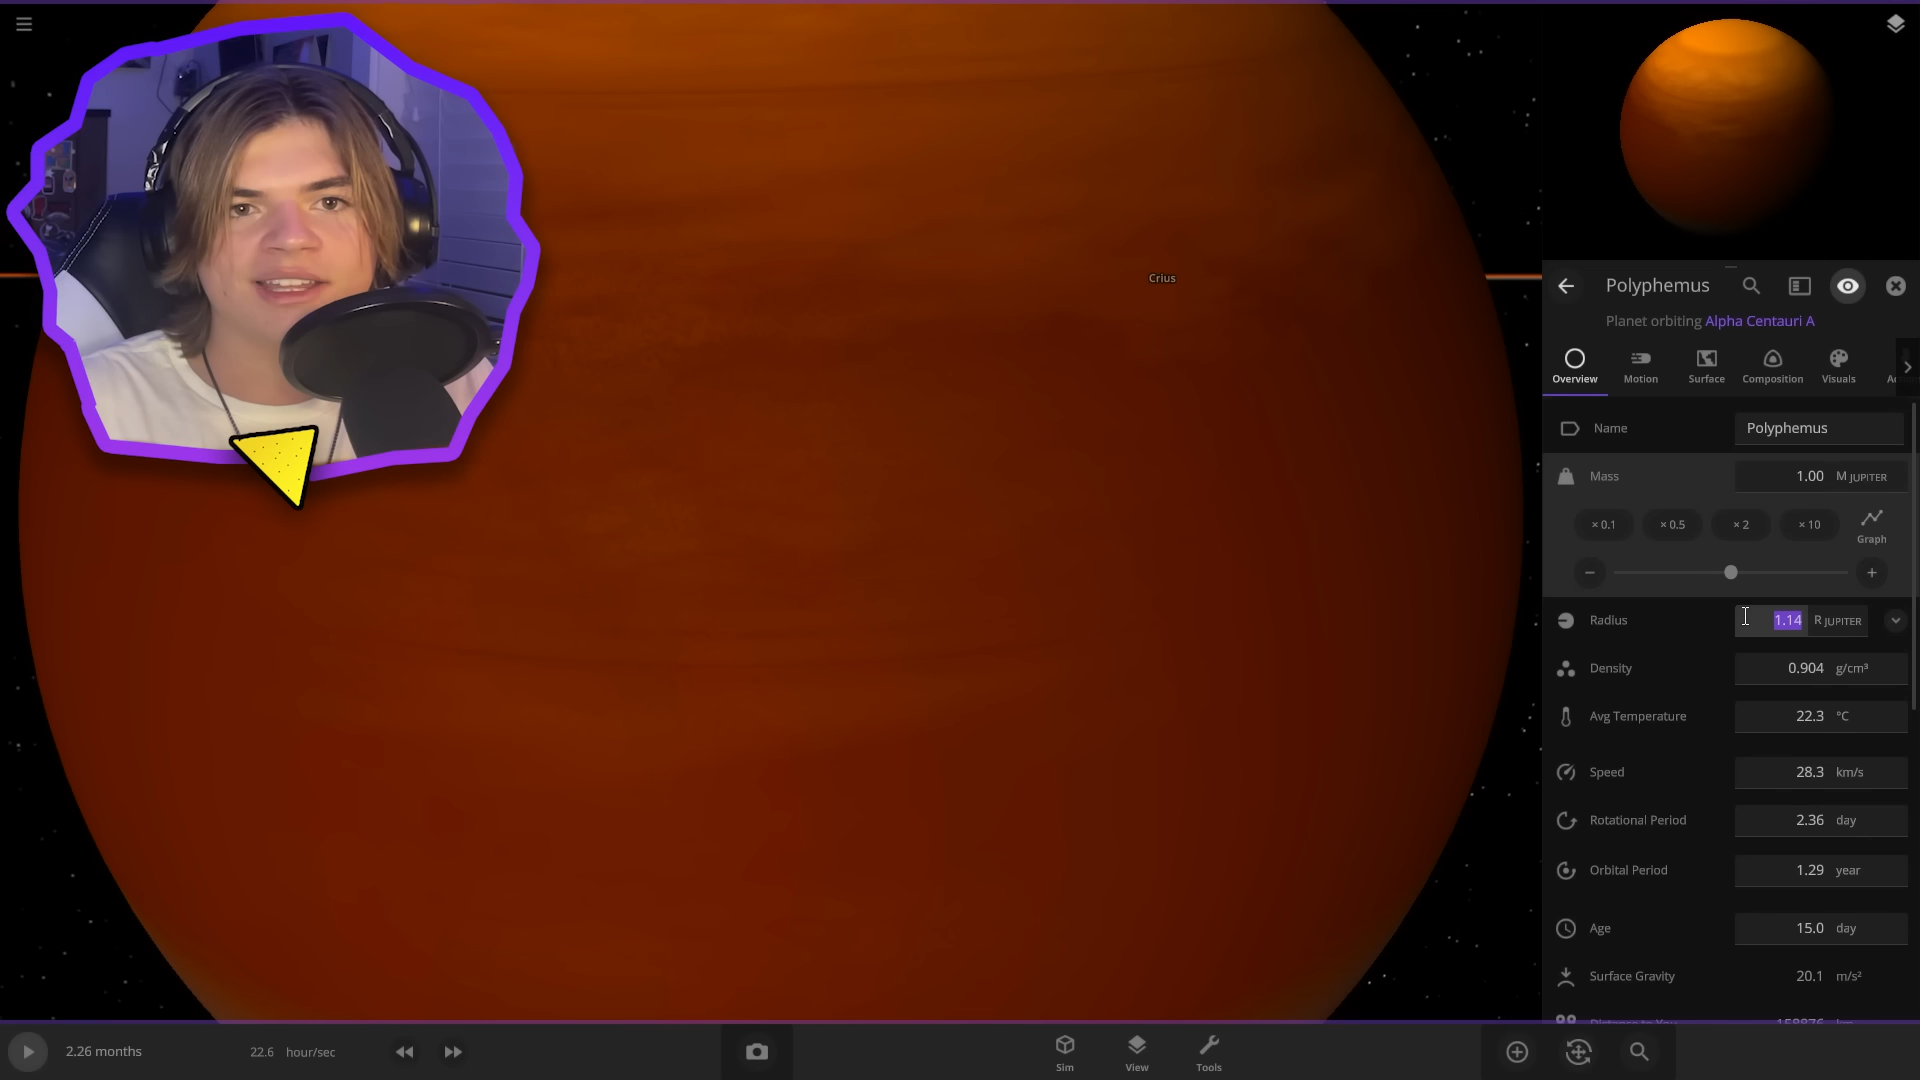 Crius
Polyphemus
Planet orbiting Alpha Centauri A
Overview
Motion
Surface
Composition
Visuals
Name Polyphemus
Mass 1.00 M JUPITER
× 0.1 × 0.5 × 2 × 10 Graph
Radius 1.14 R JUPITER
Density 0.904 g/cm³
Avg Temperature 22.3 °C
Speed 28.3 km/s
Rotational Period 2.36 day
Orbital Period 1.29 year
Age 15.0 day
Surface Gravity 20.1 m/s²
2.26 months 22.6 hour/sec
Sim View Tools